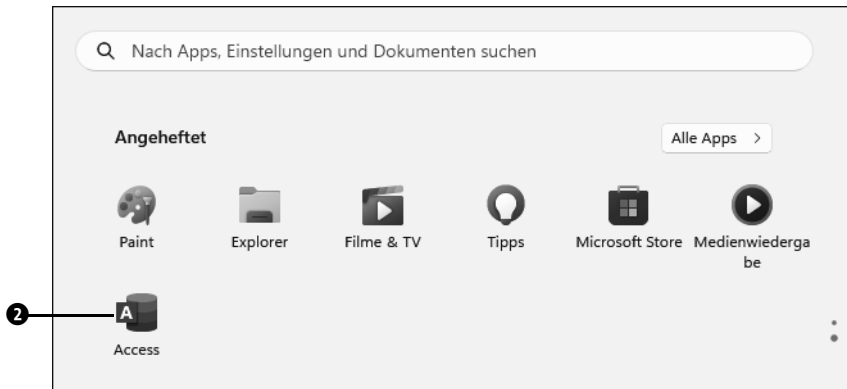 Nach Apps, Einstellungen und Dokumenten suchen
Angeheftet
Alle Apps >
Paint
Explorer
Filme & TV
Tipps
Microsoft Store
Medienwiederga
be
❷
A
Access